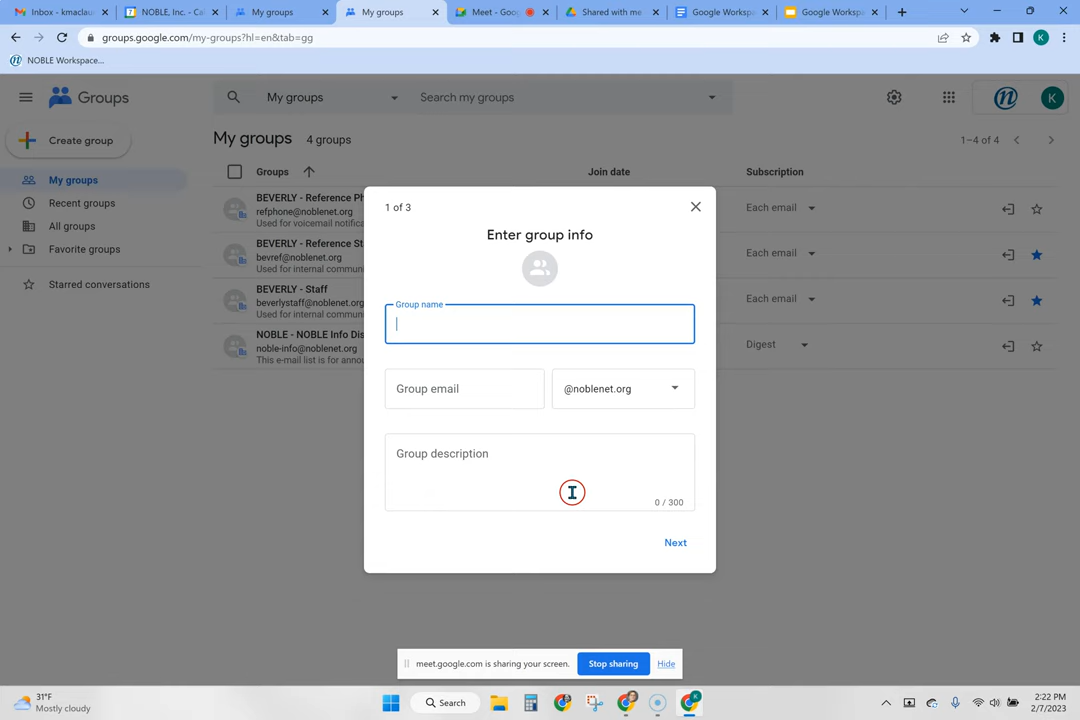 Inbox - kmaclau
NOBLE, Inc. - Cal
My groups
My groups
Meet - Goog
Shared with me
Google Workspa
Google Workspa
groups.google.com/my-groups?hl=en&tab=gg
K
NOBLE Workspace...
Groups
My groups
Search my groups
n
K
Create group
My groups
4 groups
1–4 of 4
My groups
Recent groups
All groups
Favorite groups
Starred conversations
Groups
Join date
Subscription
BEVERLY - Reference Ph
refphone@noblenet.org
Used for voicemail notifica
Each email
BEVERLY - Reference St
bevref@noblenet.org
Used for internal commun
Each email
BEVERLY - Staff
beverlystaff@noblenet.org
Used for internal commun
Each email
NOBLE - NOBLE Info Dis
noble-info@noblenet.org
This e-mail list is for annou
Digest
1 of 3
Enter group info
Group name
Group email
@noblenet.org
Group description
0 / 300
Next
meet.google.com is sharing your screen.
Stop sharing
Hide
31°F
Mostly cloudy
Search
2:22 PM
2/7/2023